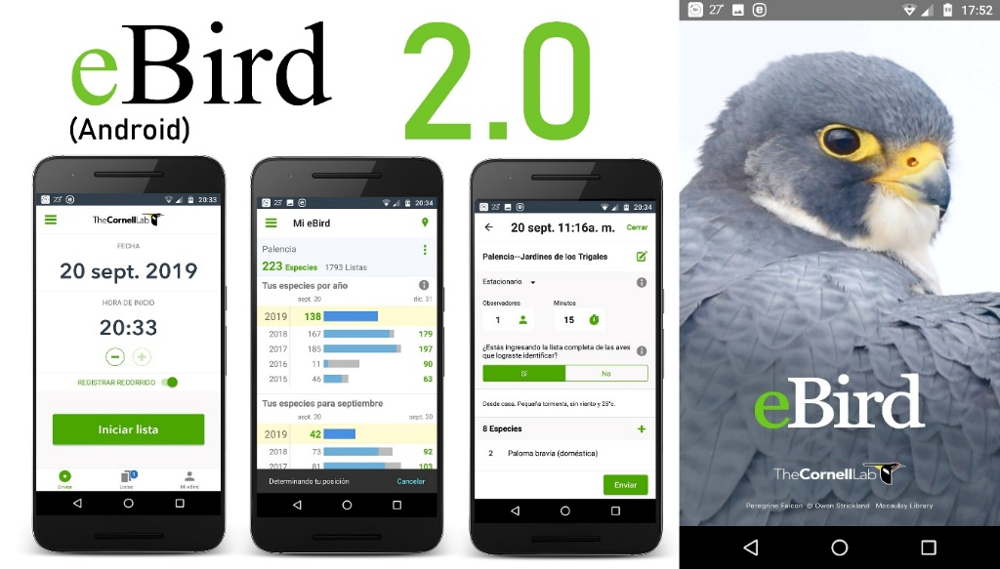 eBird
(Android)
2.0
23° 20:33
TheCornellLab
FECHA
20 sept. 2019
HORA DE INICIO
20:33
REGISTRAR RECORRIDO
Iniciar lista
1
Enviar Listas Mi eBird
23° 20:34
Mi eBird
Palencia
223 Especies 1793 Listas
Tus especies por año
sept. 20 dic. 31
2019 138
2018 167 179
2017 185 197
2016 11 90
2015 46 63
Tus especies para septiembre
sept. 20 sept. 30
2019 42
2018 73 92
2017 81 103
Determinando tu posición Cancelar
23° 20:34
20 sept. 11:16a. m. Cerrar
Palencia--Jardines de los Trigales
Estacionario
Observadores Minutos
1 15
¿Estás ingresando la lista completa de las aves
que lograste identificar?
Sí No
Desde casa. Pequeña tormenta, sin viento y 25°c.
8 Especies +
2 Paloma bravía (doméstica)
Enviar
27° 17:52
eBird
TheCornellLab
Peregrine Falcon © Owen Strickland Macaulay Library